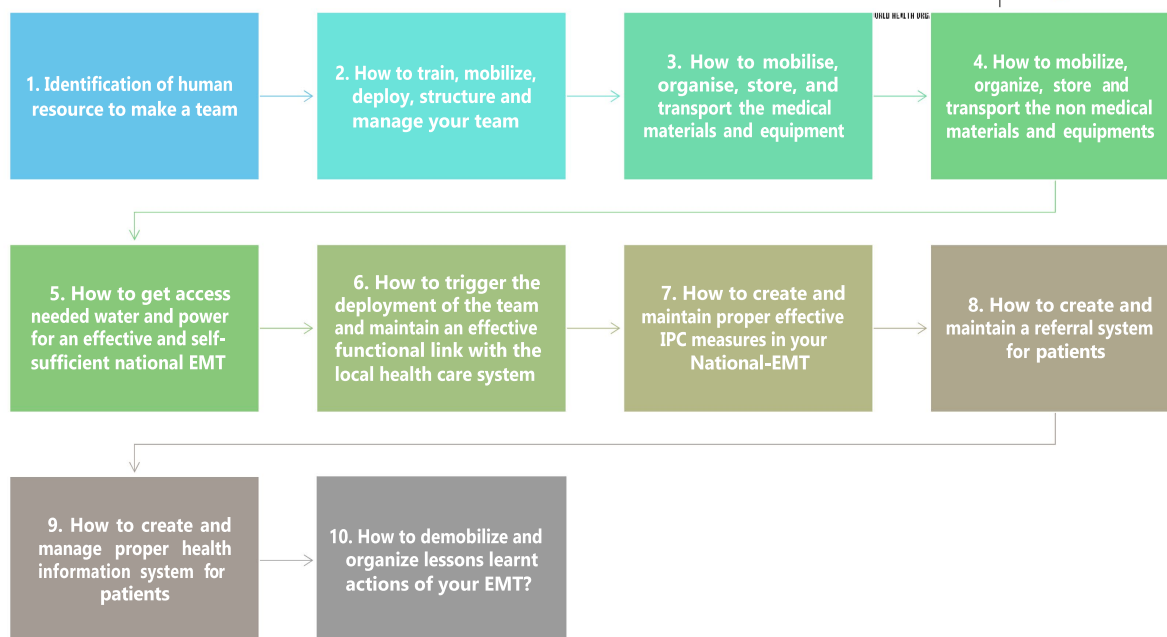 1. Identification of human
resource to make a team
2. How to train, mobilize,
deploy, structure and
manage your team
3. How to mobilise,
organise, store, and
transport the medical
materials and equipment
4. How to mobilize,
organize, store and
transport the non medical
materials and equipments
5. How to get access
needed water and power
for an effective and self-
sufficient national EMT
6. How to trigger the
deployment of the team
and maintain an effective
functional link with the
local health care system
7. How to create and
maintain proper effective
IPC measures in your
National-EMT
8. How to create and
maintain a referral system
for patients
9. How to create and
manage proper health
information system for
patients
10. How to demobilize and
organize lessons learnt
actions of your EMT?